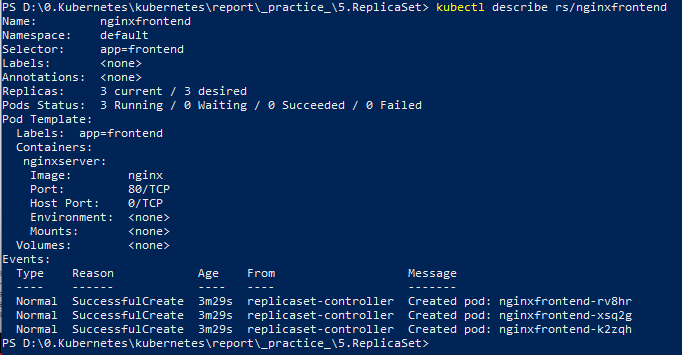 PS D:\0.Kubernetes\kubernetes\report\_practice_\5.ReplicaSet> kubectl describe rs/nginxfrontend
Name:         nginxfrontend
Namespace:    default
Selector:     app=frontend
Labels:       <none>
Annotations:  <none>
Replicas:     3 current / 3 desired
Pods Status:  3 Running / 0 Waiting / 0 Succeeded / 0 Failed
Pod Template:
  Labels:  app=frontend
  Containers:
   nginxserver:
    Image:        nginx
    Port:         80/TCP
    Host Port:    0/TCP
    Environment:  <none>
    Mounts:       <none>
  Volumes:        <none>
Events:
  Type    Reason            Age    From                   Message
  ----    ------            ----   ----                   -------
  Normal  SuccessfulCreate  3m29s  replicaset-controller  Created pod: nginxfrontend-rv8hr
  Normal  SuccessfulCreate  3m29s  replicaset-controller  Created pod: nginxfrontend-xsq2g
  Normal  SuccessfulCreate  3m29s  replicaset-controller  Created pod: nginxfrontend-k2zqh
PS D:\0.Kubernetes\kubernetes\report\_practice_\5.ReplicaSet>